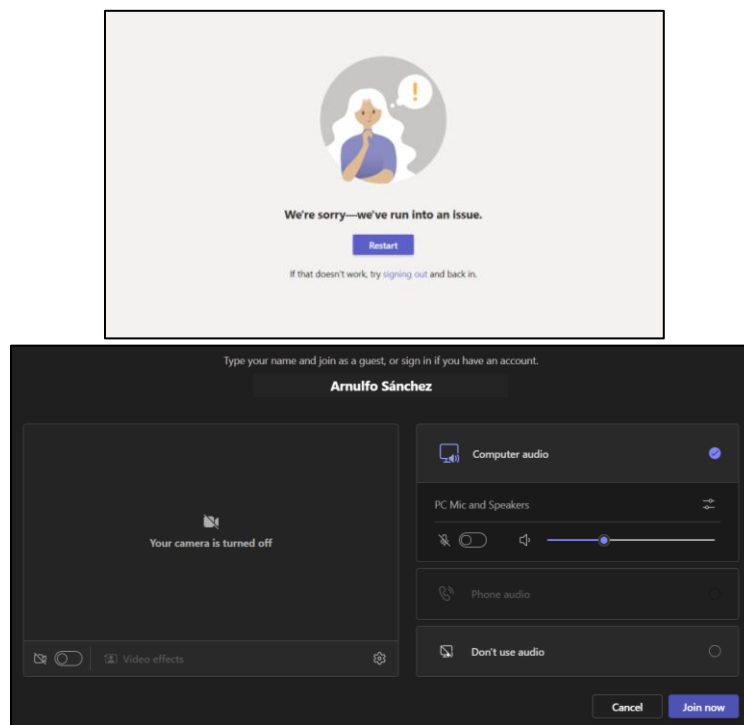 We're sorry—we've run into an issue.
Restart
If that doesn't work, try signing out and back in.
Type your name and join as a guest, or sign in if you have an account.
Arnulfo Sánchez
Your camera is turned off
Video effects
Computer audio
PC Mic and Speakers
Phone audio
Don't use audio
Cancel Join now